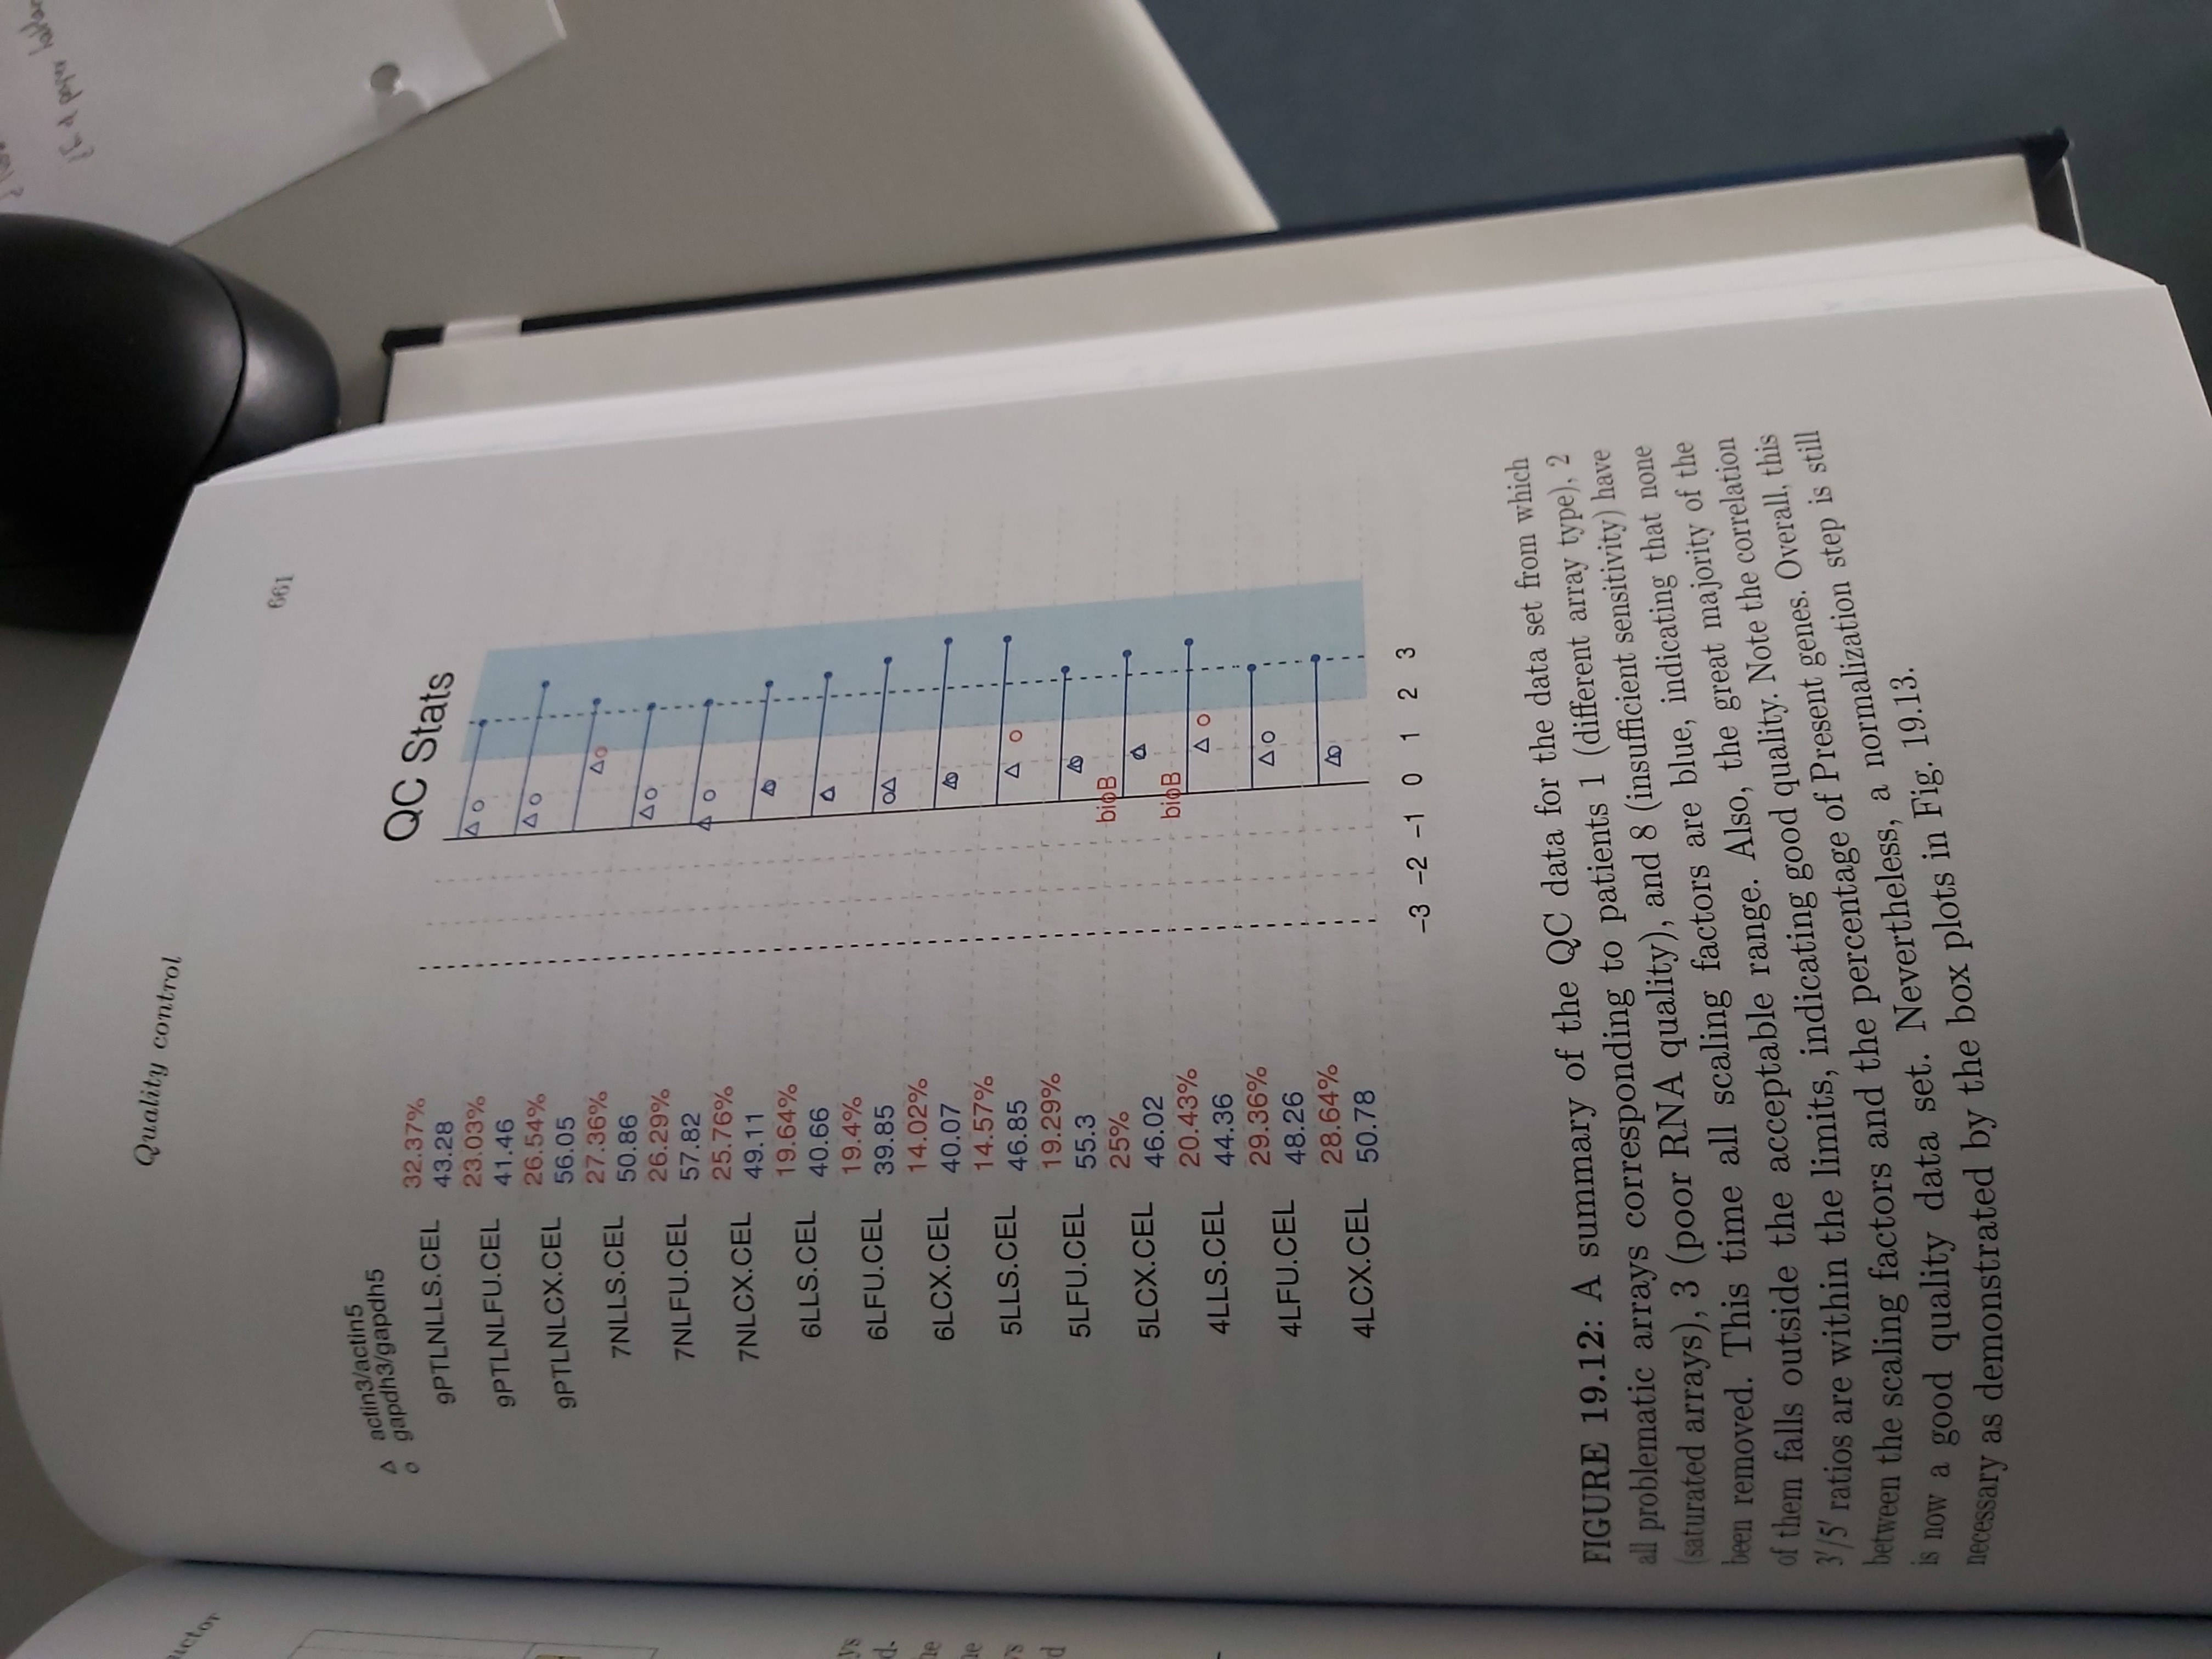 Quality control
661
actin3/actin5
gapdh3/gapdh5
QC Stats
9PTLNLLS.CEL 32.37% 43.28
9PTLNLFU.CEL 23.03% 41.46
9PTLNLCX.CEL 26.54% 56.05
7NLLS.CEL 27.36% 50.86
7NLFU.CEL 26.29% 57.82
7NLCX.CEL 25.76% 49.11
6LLS.CEL 19.64% 40.66
6LFU.CEL 19.4% 39.85
6LCX.CEL 14.02% 40.07
5LLS.CEL 14.57% 46.85
5LFU.CEL 19.29% 55.3
bioB
5LCX.CEL 25% 46.02
bioB
4LLS.CEL 20.43% 44.36
4LFU.CEL 29.36% 48.26
4LCX.CEL 28.64% 50.78
−3 −2 −1 0 1 2 3
FIGURE 19.12: A summary of the QC data for the data set from which
all problematic arrays corresponding to patients 1 (different array type), 2
(saturated arrays), 3 (poor RNA quality), and 8 (insufficient sensitivity) have
been removed. This time all scaling factors are blue, indicating that none
of them falls outside the acceptable range. Also, the great majority of the
3′/5′ ratios are within the limits, indicating good quality. Note the correlation
between the scaling factors and the percentage of Present genes. Overall, this
is now a good quality data set. Nevertheless, a normalization step is still
necessary as demonstrated by the box plots in Fig. 19.13.